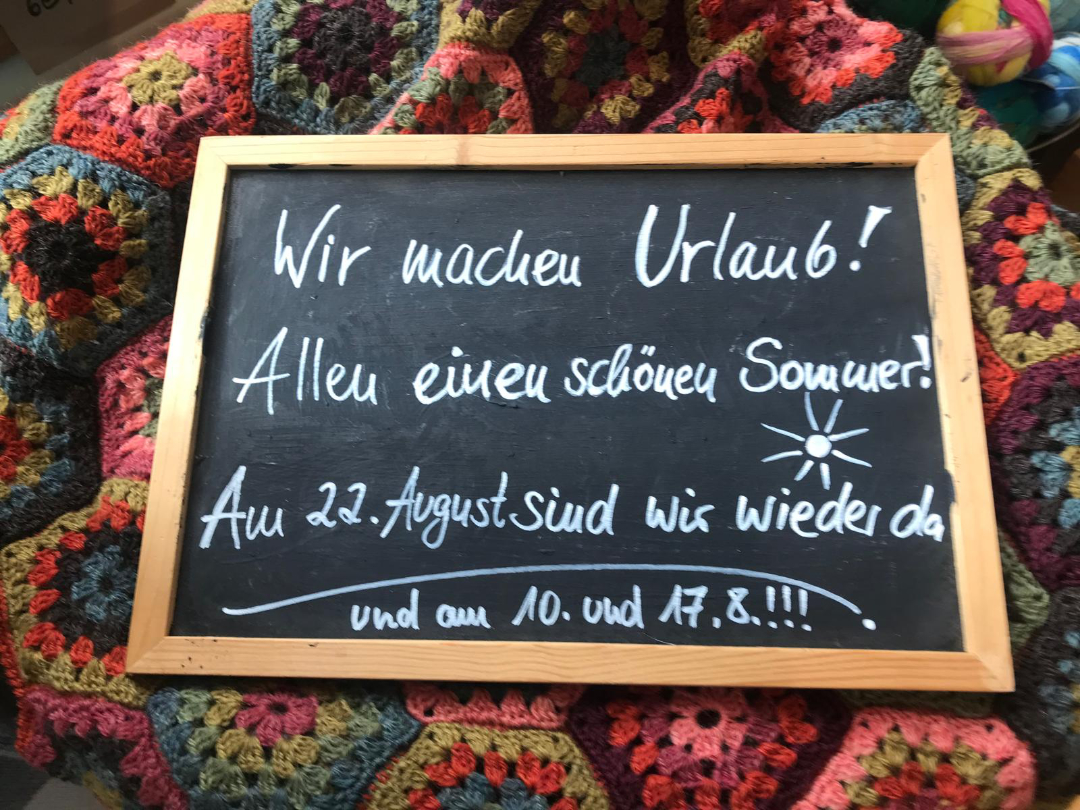 Wir machen Urlaub!
Allen einen schönen Sommer!
Am 22. August sind wir wieder da
und am 10. und 17.8.!!!